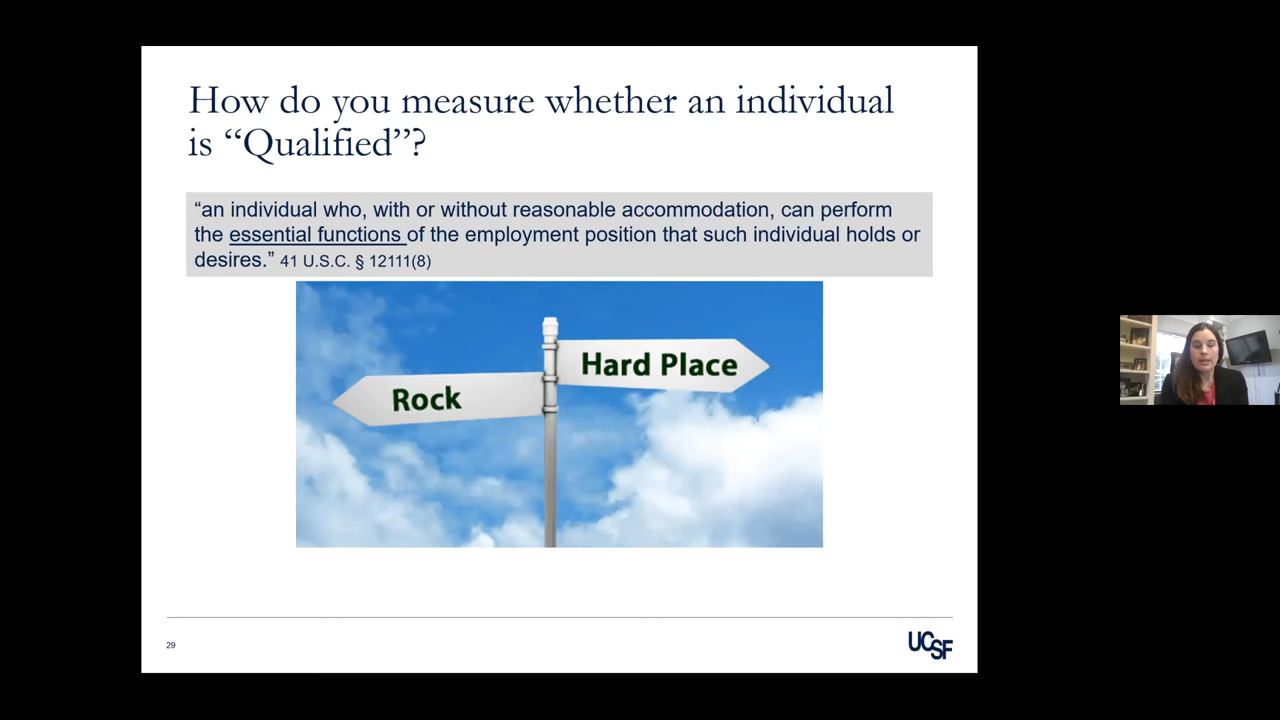 How do you measure whether an individual
is “Qualified”?
“an individual who, with or without reasonable accommodation, can perform
the essential functions of the employment position that such individual holds or
desires.” 41 U.S.C. § 12111(8)
Hard Place
Rock
29
UCSF